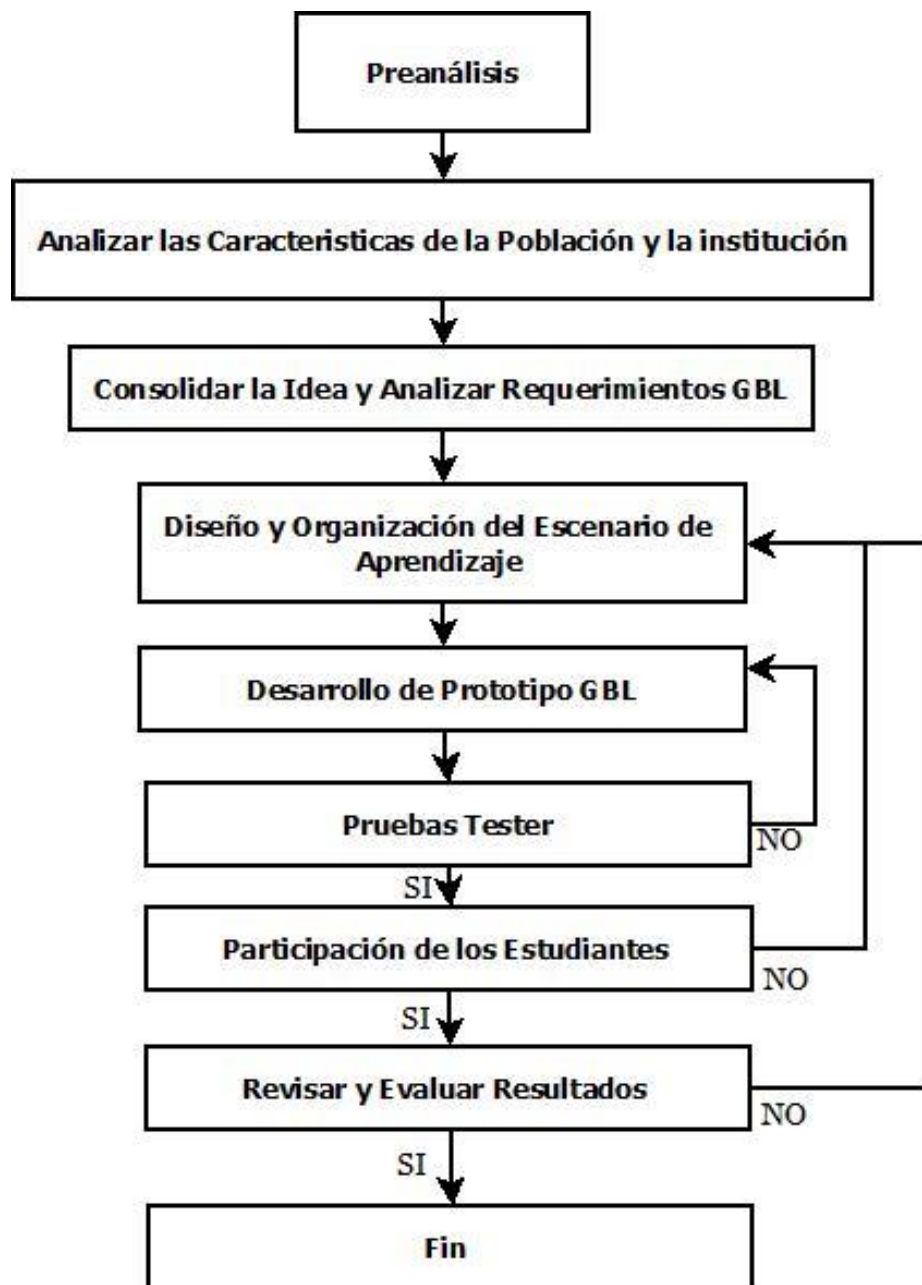 Preanálisis
Analizar las Caracteristicas de la Población y la institución
Consolidar la Idea y Analizar Requerimientos GBL
Diseño y Organización del Escenario de
Aprendizaje
Desarrollo de Prototipo GBL
Pruebas Tester
NO
SI
Participación de los Estudiantes
NO
SI
Revisar y Evaluar Resultados
NO
SI
Fin